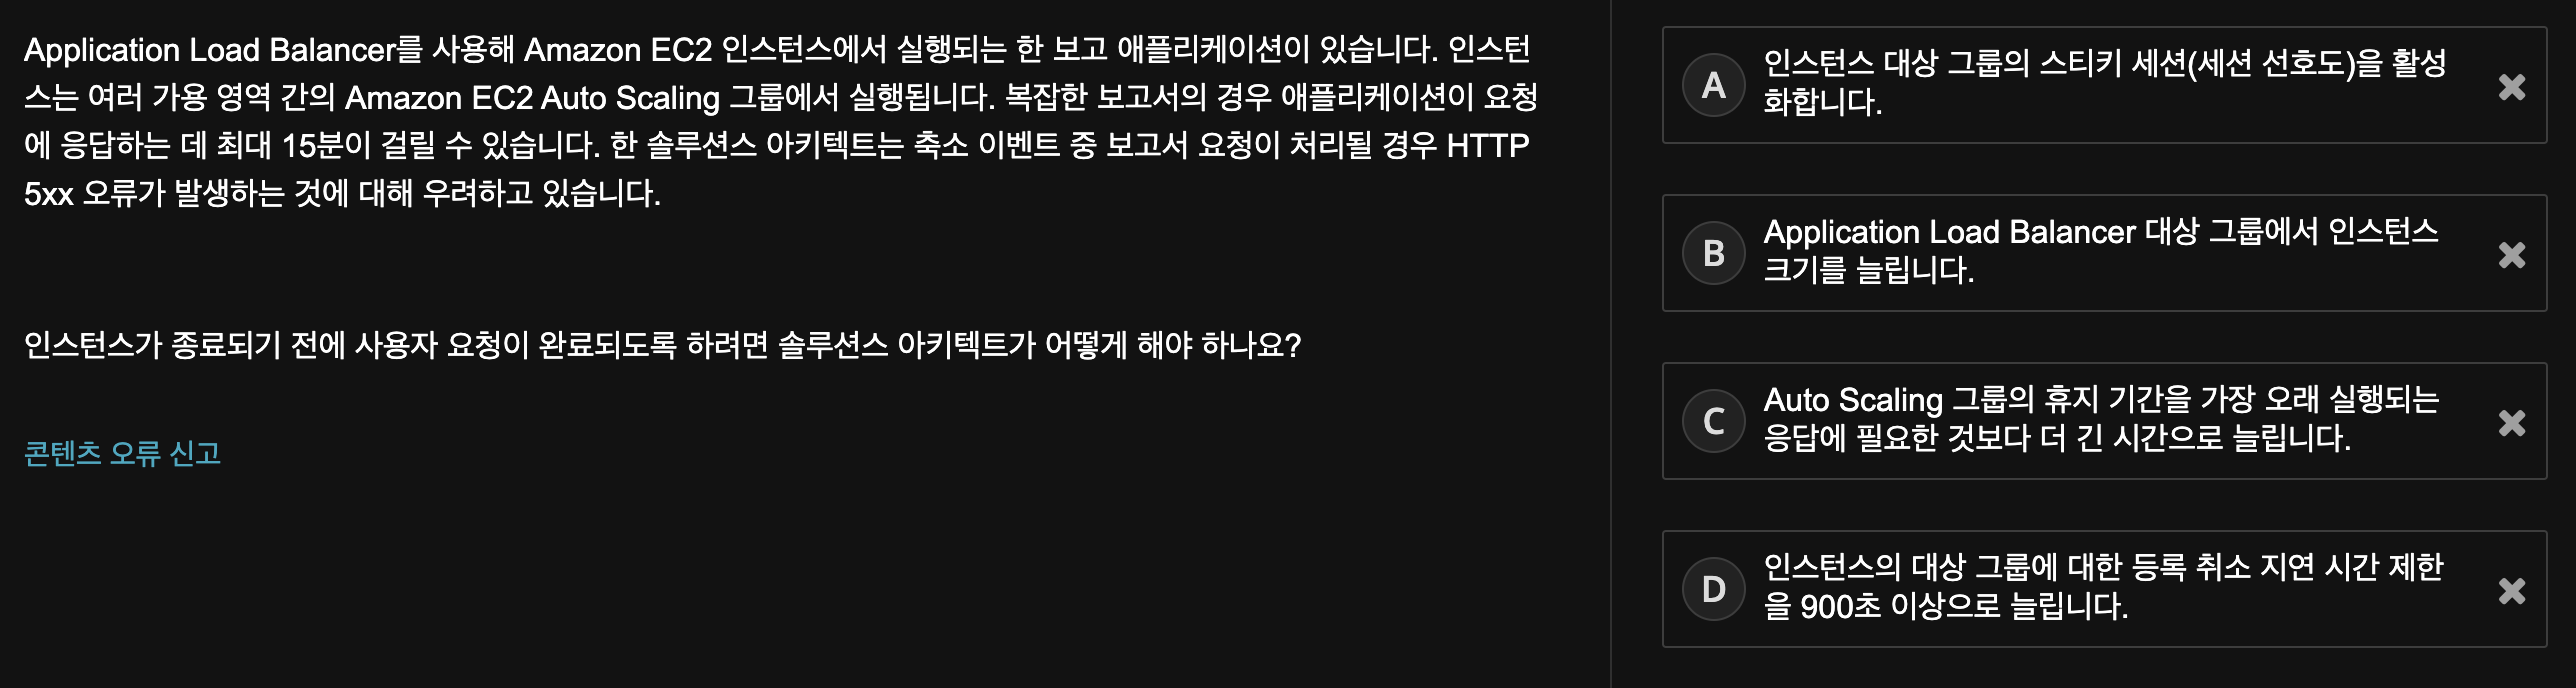 Application Load Balancer를 사용해 Amazon EC2 인스턴스에서 실행되는 한 보고 애플리케이션이 있습니다. 인스턴
스는 여러 가용 영역 간의 Amazon EC2 Auto Scaling 그룹에서 실행됩니다. 복잡한 보고서의 경우 애플리케이션이 요청
에 응답하는 데 최대 15분이 걸릴 수 있습니다. 한 솔루션스 아키텍트는 축소 이벤트 중 보고서 요청이 처리될 경우 HTTP
5xx 오류가 발생하는 것에 대해 우려하고 있습니다.
인스턴스가 종료되기 전에 사용자 요청이 완료되도록 하려면 솔루션스 아키텍트가 어떻게 해야 하나요?
콘텐츠 오류 신고
A
인스턴스 대상 그룹의 스티키 세션(세션 선호도)을 활성
화합니다.
B
Application Load Balancer 대상 그룹에서 인스턴스
크기를 늘립니다.
C
Auto Scaling 그룹의 휴지 기간을 가장 오래 실행되는
응답에 필요한 것보다 더 긴 시간으로 늘립니다.
D
인스턴스의 대상 그룹에 대한 등록 취소 지연 시간 제한
을 900초 이상으로 늘립니다.